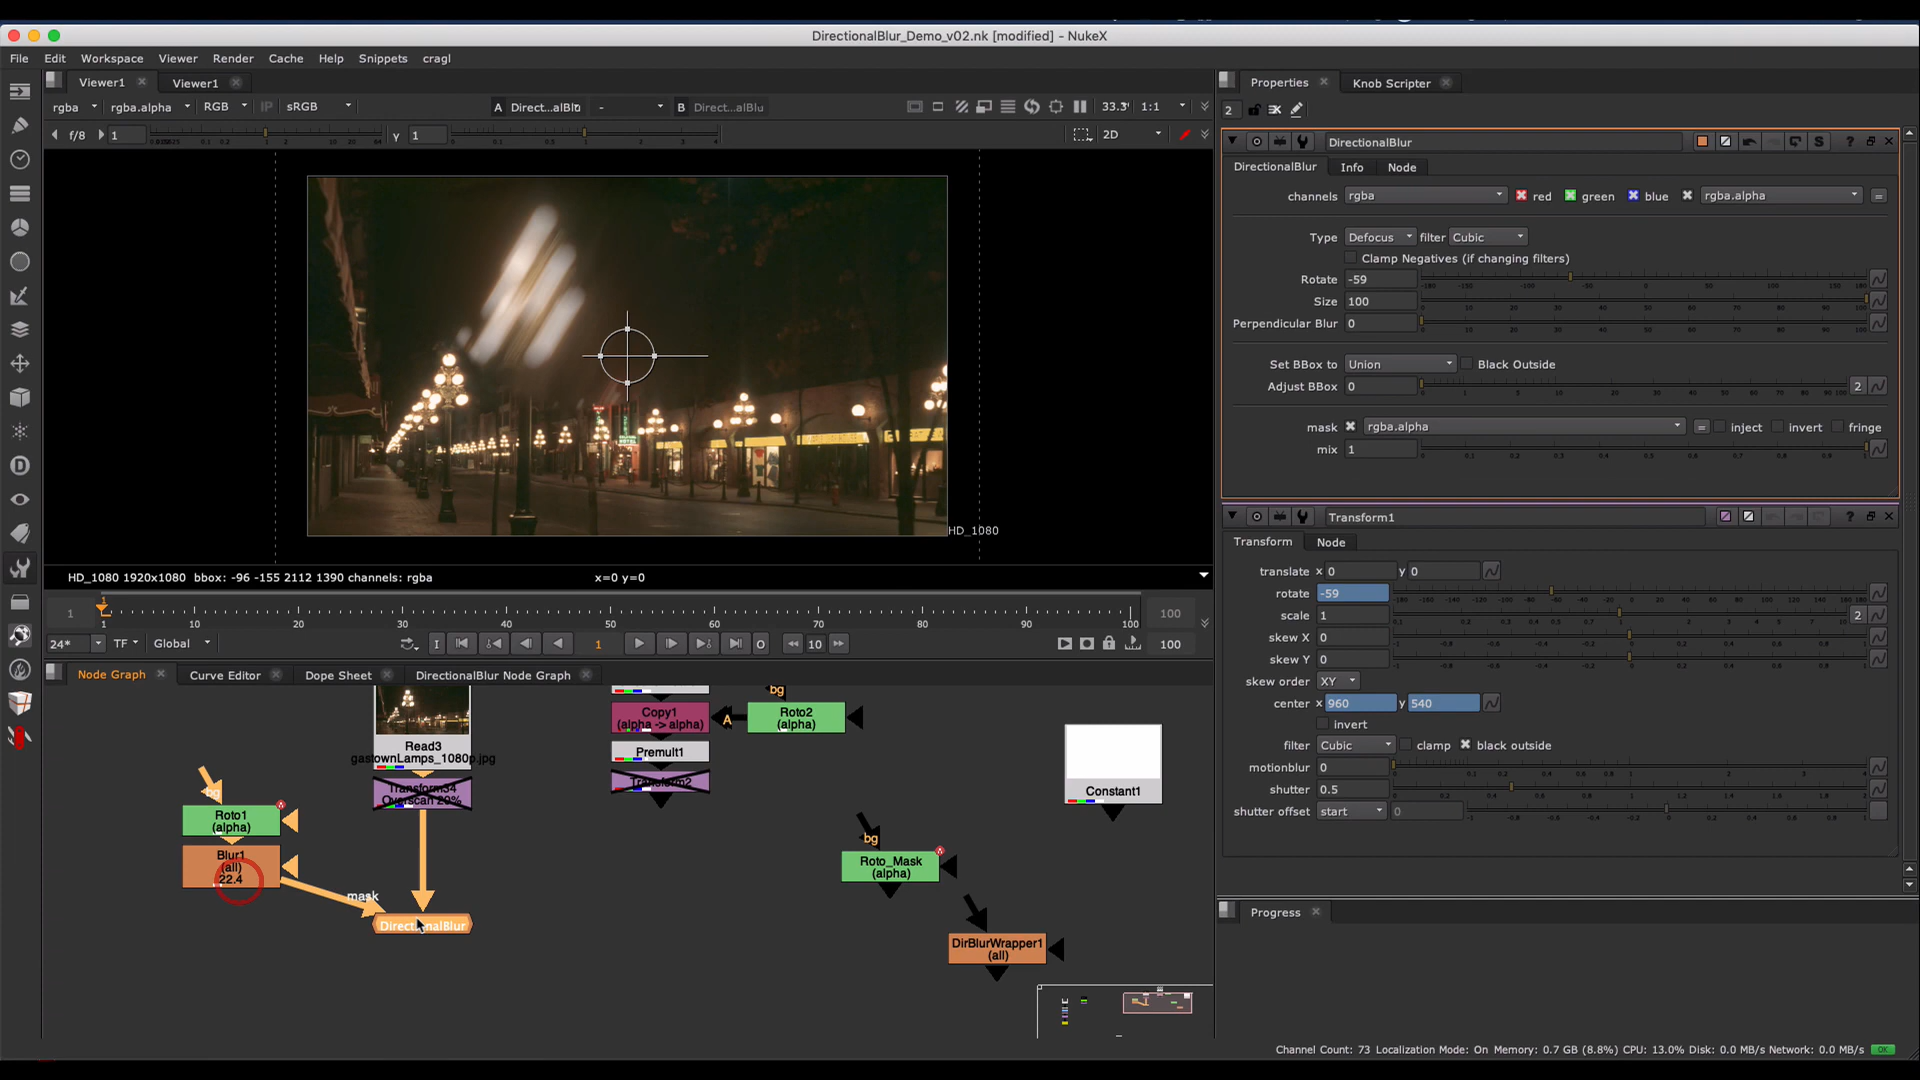 DirectionalBlur_Demo_v02.nk [modified] - NukeX
File Edit Workspace Viewer Render Cache Help Snippets cragl
Viewer1 Viewer1 Properties Knob Scripter
rgba rgba.alpha RGB IP sRGB A Direct...alBlu - B Direct...alBlu 33.3 1:1 2
f/8 1 Y 1 2D
DirectionalBlur
DirectionalBlur Info Node
channels rgba red green blue rgba.alpha =
Type Defocus filter Cubic
Clamp Negatives (if changing filters)
Rotate -59
Size 100
Perpendicular Blur 0
Set BBox to Union Black Outside
Adjust BBox 0 2
mask rgba.alpha = inject invert fringe
mix 1
HD_1080
HD_1080 1920x1080 bbox: -96 -155 2112 1390 channels: rgba x=0 y=0
Transform1
Transform Node
translate x 0 y 0
rotate -59
scale 1 2
skew X 0
skew Y 0
skew order XY
center x 960 y 540
invert
filter Cubic clamp black outside
motionblur 0
shutter 0.5
shutter offset start 0
1 1 10 20 30 40 50 60 70 80 90 100 100
24* TF Global I 1 O 10 100
Node Graph Curve Editor Dope Sheet DirectionalBlur Node Graph
Read3
gastownLamps_1080p.jpg
Transform34
Overscan 20%
bg
Roto1
(alpha)
Blur1
(all)
22.4
mask
DirectionalBlur
Copy1
(alpha -> alpha)
A
bg
Roto2
(alpha)
Premult1
Transform2
Constant1
bg
Roto_Mask
(alpha)
DirBlurWrapper1
(all)
Progress
Channel Count: 73 Localization Mode: On Memory: 0.7 GB (8.8%) CPU: 13.0% Disk: 0.0 MB/s Network: 0.0 MB/s OK